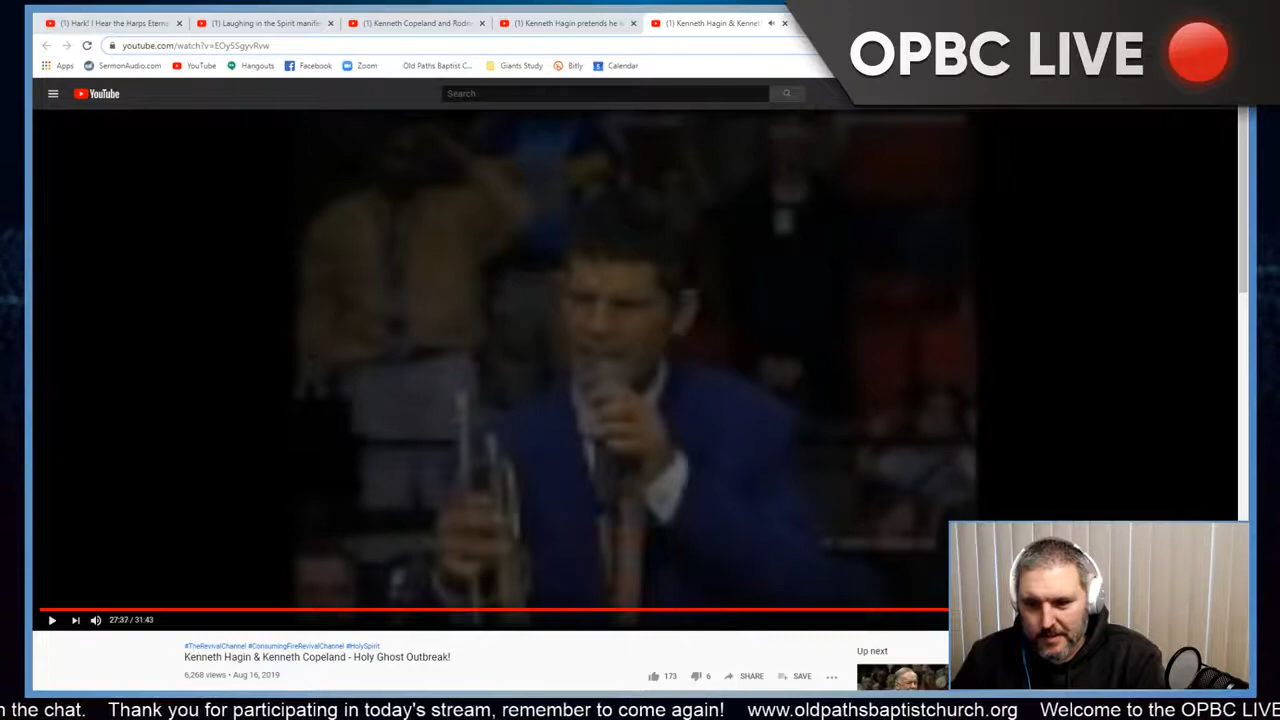 (1) Hark! I Hear the Harps Eterna
(1) Laughing in the Spirit manife
(1) Kenneth Copeland and Rodn
(1) Kenneth Hagin pretends he is
(1) Kenneth Hagin & Kennet
OPBC LIVE
youtube.com/watch?v=EOy5SgyvRvw
Apps SermonAudio.com YouTube Hangouts Facebook Zoom Old Paths Baptist C... Giants Study Bitly Calendar
YouTube
Search
27:37 / 31:43
#TheRevivalChannel #ConsumingFireRevivalChannel #HolySpirit
Kenneth Hagin & Kenneth Copeland - Holy Ghost Outbreak!
6,268 views • Aug 16, 2019
173 6 SHARE SAVE
Up next
n the chat. Thank you for participating in today's stream, remember to come again! www.oldpathsbaptistchurch.org Welcome to the OPBC LIVE